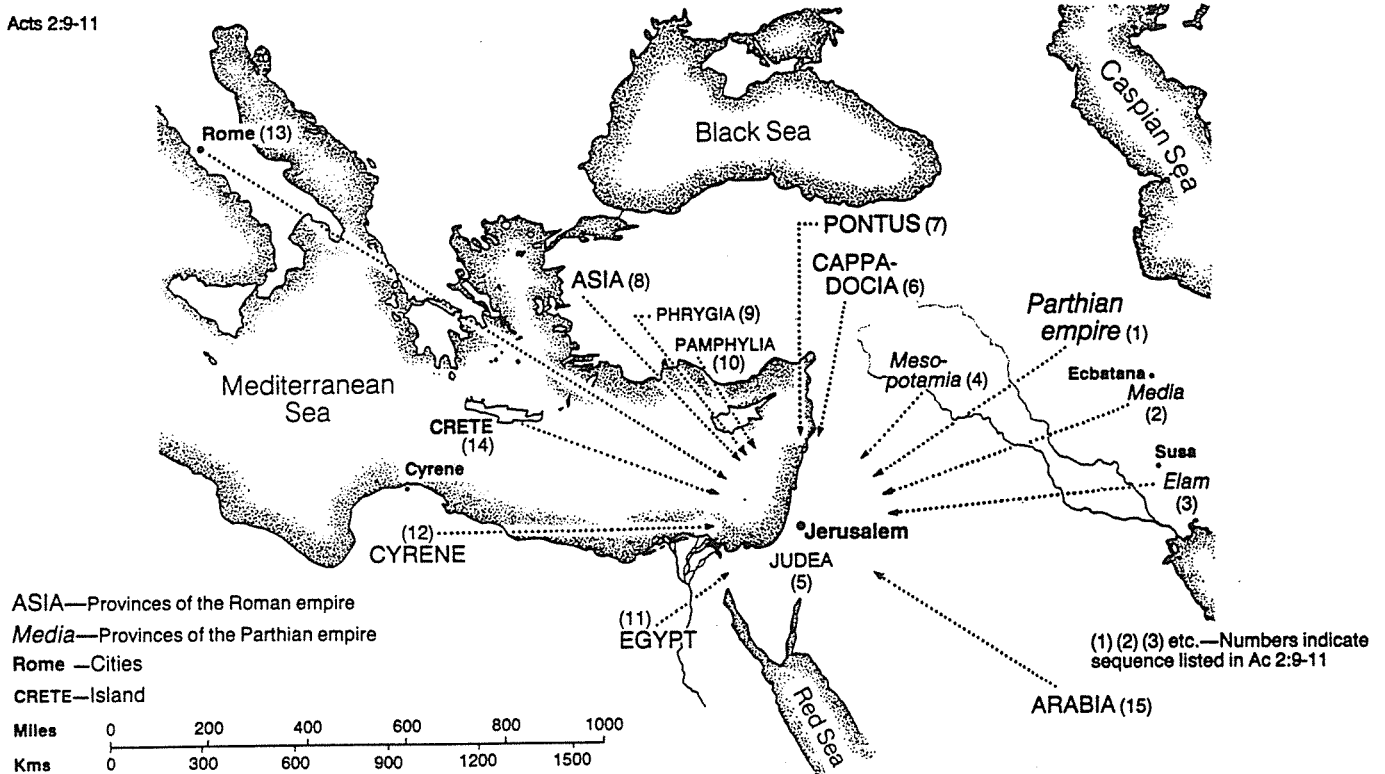 Acts 2:9-11
Caspian Sea
Black Sea
Rome (13)
PONTUS (7)
CAPPA-
DOCIA (6)
ASIA (8)
PHRYGIA (9)
PAMPHYLIA
(10)
Parthian
empire (1)
Meso-
potamia (4)
Ecbatana
Media
(2)
Mediterranean
Sea
CRETE
(14)
Susa
Elam
(3)
Cyrene
(12)
CYRENE
Jerusalem
JUDEA
(5)
(11)
EGYPT
Red Sea
ARABIA (15)
ASIA—Provinces of the Roman empire
Media—Provinces of the Parthian empire
Rome —Cities
CRETE—Island
(1) (2) (3) etc.—Numbers indicate
sequence listed in Ac 2:9-11
Miles 0 200 400 600 800 1000
Kms 0 300 600 900 1200 1500